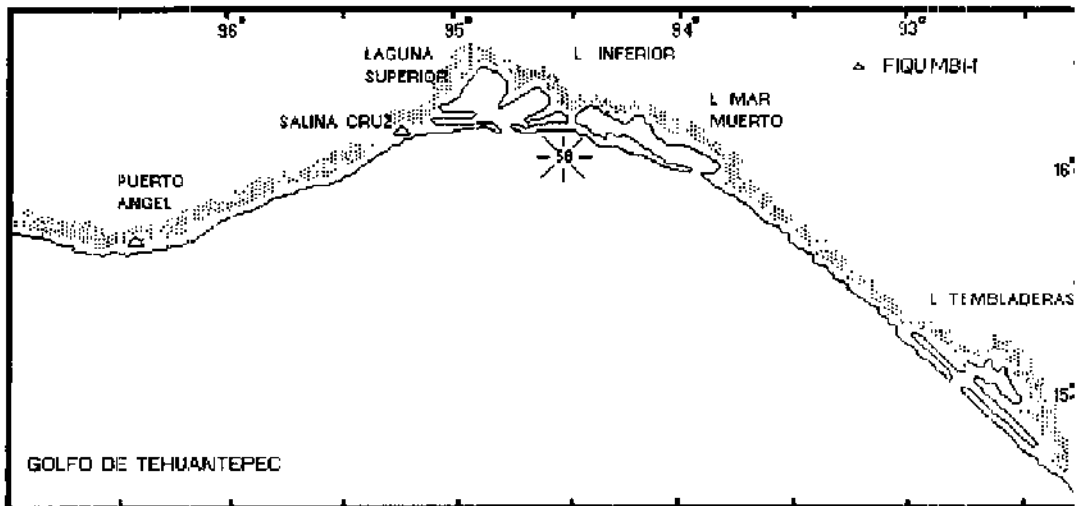 96°
95°
94°
93°
LAGUNA
SUPERIOR
L INFERIOR
L MAR
MUERTO
SALINA CRUZ
58
16°
PUERTO
ANGEL
L TEMBLADERAS
15°
GOLFO DE TEHUANTEPEC